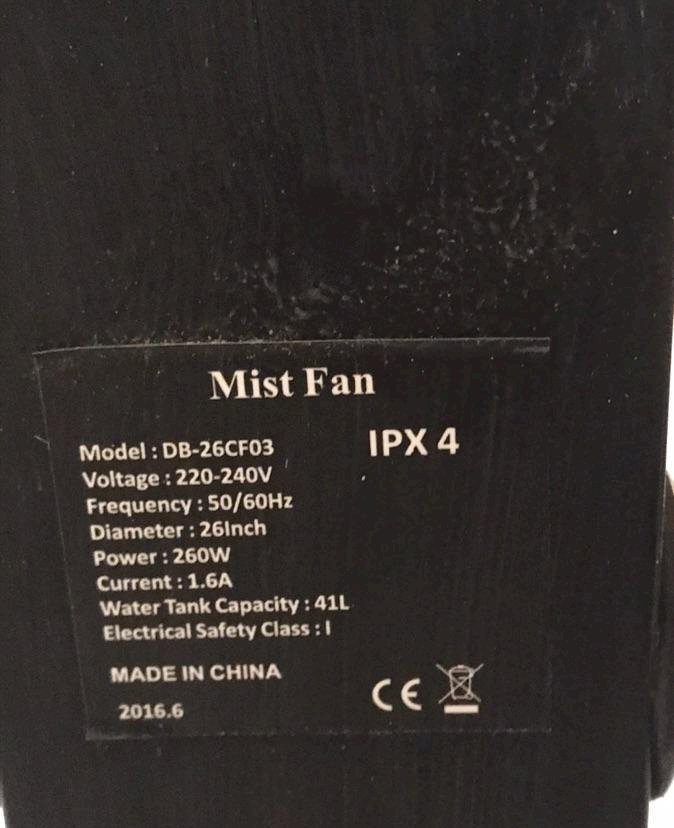 Mist Fan
IPX 4
Model : DB-26CF03
Voltage : 220-240V
Frequency : 50/60Hz
Diameter : 26Inch
Power : 260W
Current : 1.6A
Water Tank Capacity : 41L
Electrical Safety Class : I
MADE IN CHINA
2016.6
CE